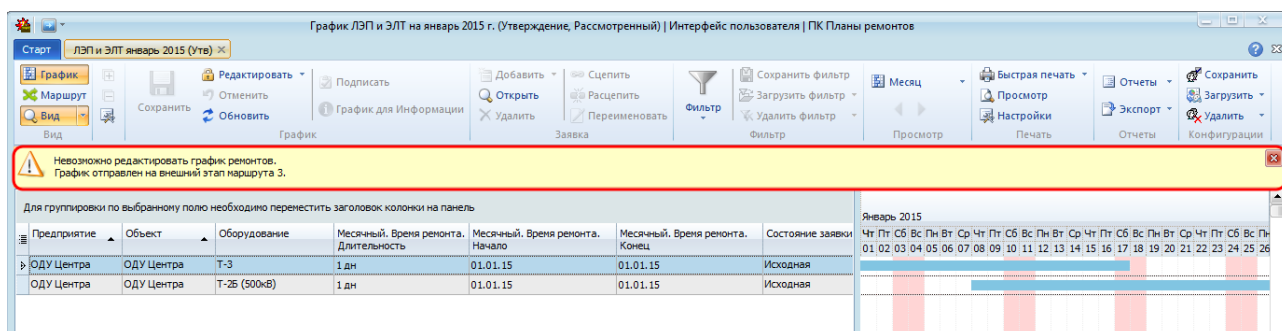 График ЛЭП и ЭЛТ на январь 2015 г. (Утверждение, Рассмотренный) | Интерфейс пользователя | ПК Планы ремонтов
Старт ЛЭП и ЭЛТ январь 2015 (Утв)
График Редактировать Подписать Добавить Сцепить Сохранить фильтр Месяц Быстрая печать Отчеты Сохранить
Маршрут Отменить Открыть Расцепить Загрузить фильтр Просмотр Загрузить
Вид Сохранить Обновить График для Информации Удалить Переименовать Фильтр Удалить фильтр Настройки Экспорт Удалить
Вид График Заявка Фильтр Просмотр Печать Отчеты Конфигурации
Невозможно редактировать график ремонтов.
График отправлен на внешний этап маршрута 3.
Для группировки по выбранному полю необходимо переместить заголовок колонки на панель
Январь 2015
Предприятие Объект Оборудование Месячный. Время ремонта. Длительность Месячный. Время ремонта. Начало Месячный. Время ремонта. Конец Состояние заявки
Чт Пт Сб Вс Пн Вт Ср Чт Пт Сб Вс Пн Вт Ср Чт Пт Сб Вс Пн Вт Ср Чт Пт Сб Вс Пн
01 02 03 04 05 06 07 08 09 10 11 12 13 14 15 16 17 18 19 20 21 22 23 24 25 26
ОДУ Центра ОДУ Центра Т-3 1 дн 01.01.15 01.01.15 Исходная
ОДУ Центра ОДУ Центра Т-2Б (500кВ) 1 дн 01.01.15 01.01.15 Исходная